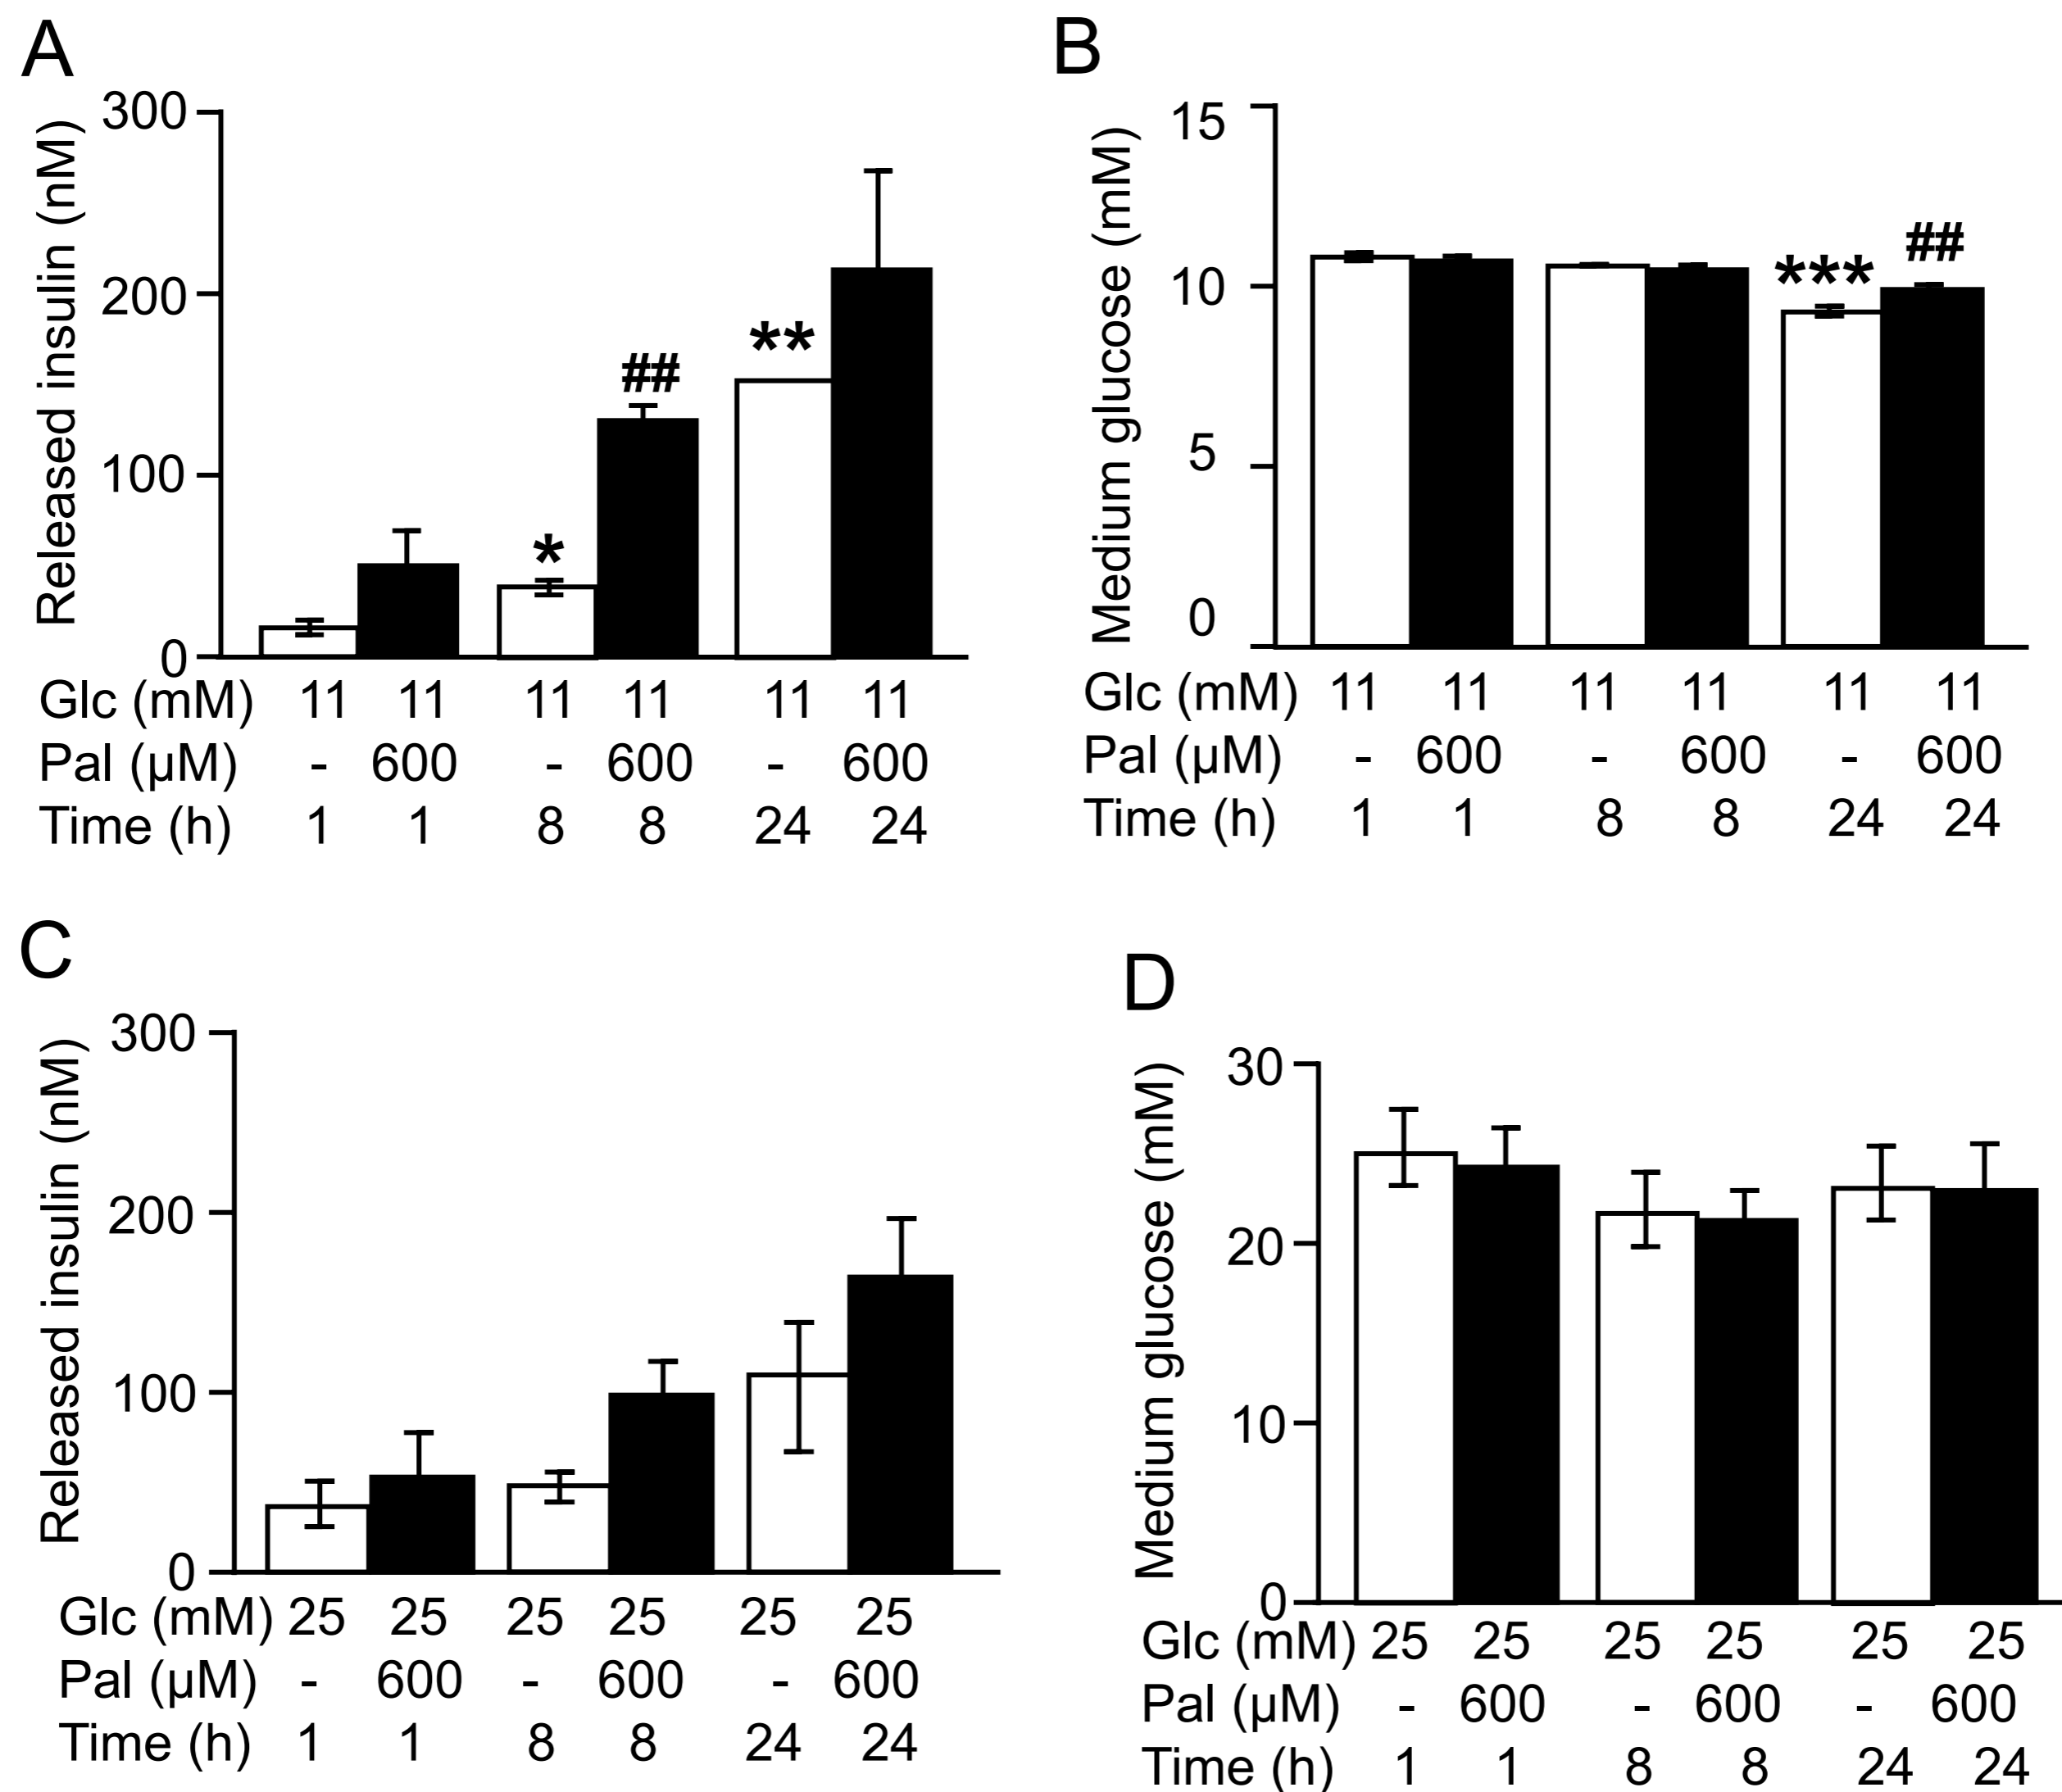 A
Released insulin (nM)
300
200
100
0
*
##
**
Glc (mM) 11 11 11 11 11 11
Pal (µM) - 600 - 600 - 600
Time (h) 1 1 8 8 24 24
B
Medium glucose (mM)
15
10
5
0
***
##
Glc (mM) 11 11 11 11 11 11
Pal (µM) - 600 - 600 - 600
Time (h) 1 1 8 8 24 24
C
Released insulin (nM)
300
200
100
0
Glc (mM) 25 25 25 25 25 25
Pal (µM) - 600 - 600 - 600
Time (h) 1 1 8 8 24 24
D
Medium glucose (mM)
30
20
10
0
Glc (mM) 25 25 25 25 25 25
Pal (µM) - 600 - 600 - 600
Time (h) 1 1 8 8 24 24